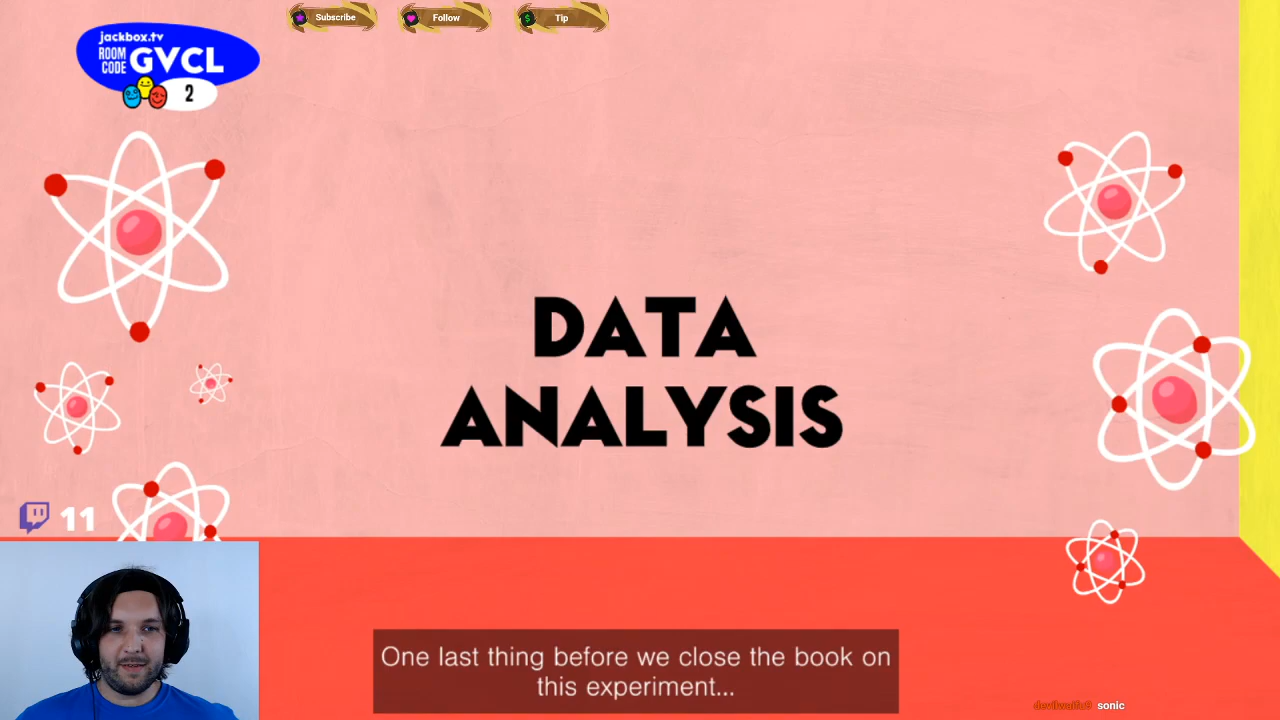 Subscribe
Follow
Tip
jackbox.tv
ROOM
CODE
GVCL
2
DATA
ANALYSIS
11
One last thing before we close the book on
this experiment...
sonic